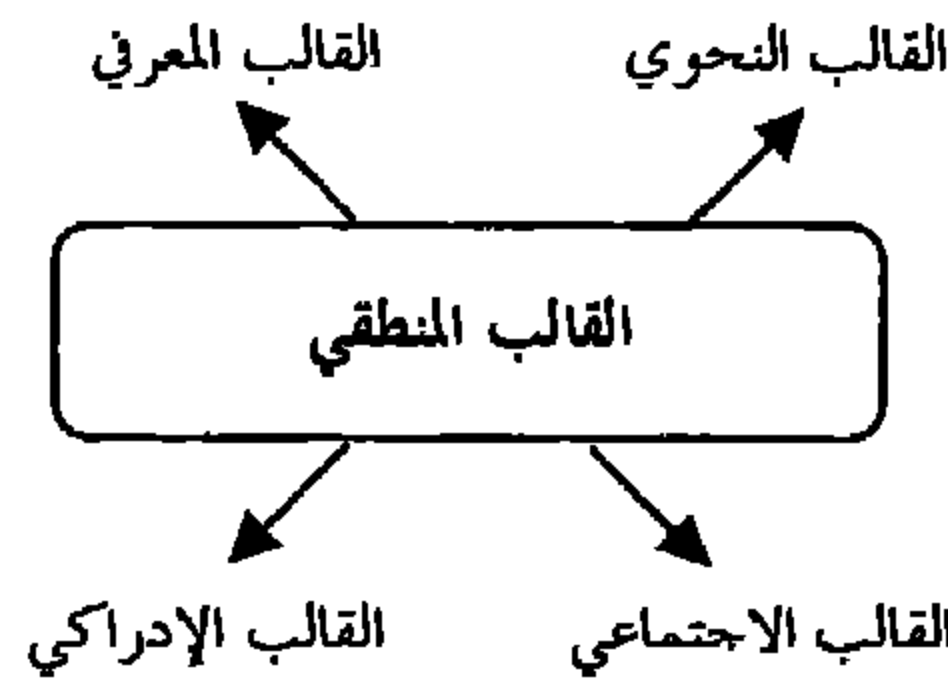 القالب النحوي
القالب المعرفي
القالب المنطقي
القالب الاجتماعي
القالب الإدراكي